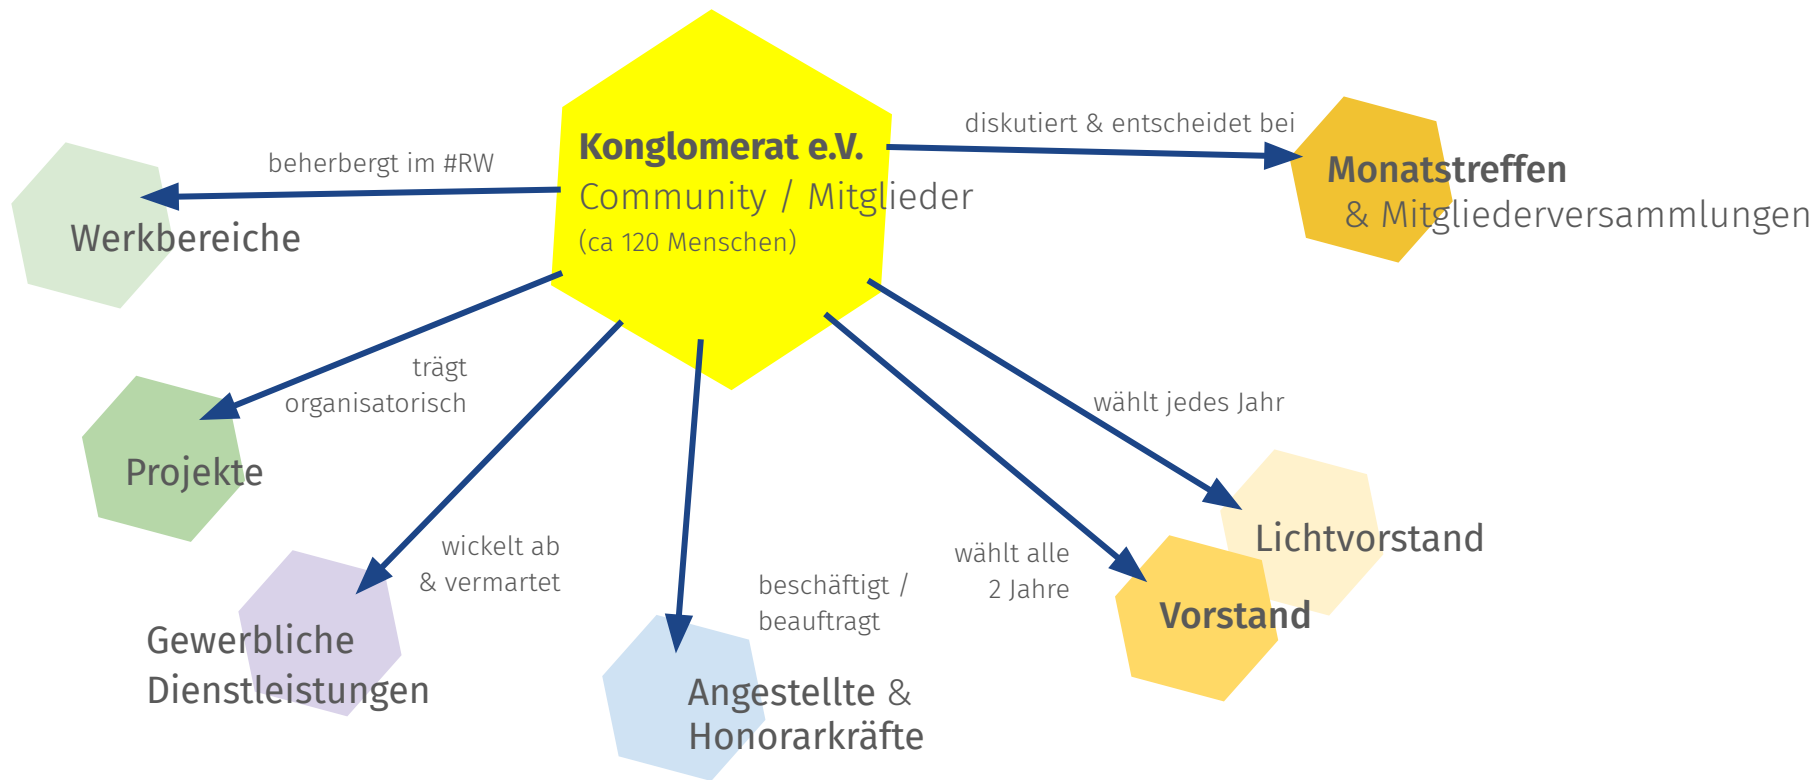 Konglomerat e.V.
Community / Mitglieder
(ca 120 Menschen)
diskutiert & entscheidet bei
Monatstreffen
& Mitgliederversammlungen
beherbergt im #RW
Werkbereiche
trägt
organisatorisch
Projekte
wickelt ab
& vermartet
Gewerbliche
Dienstleistungen
beschäftigt /
beauftragt
Angestellte &
Honorarkräfte
wählt alle
2 Jahre
Vorstand
wählt jedes Jahr
Lichtvorstand